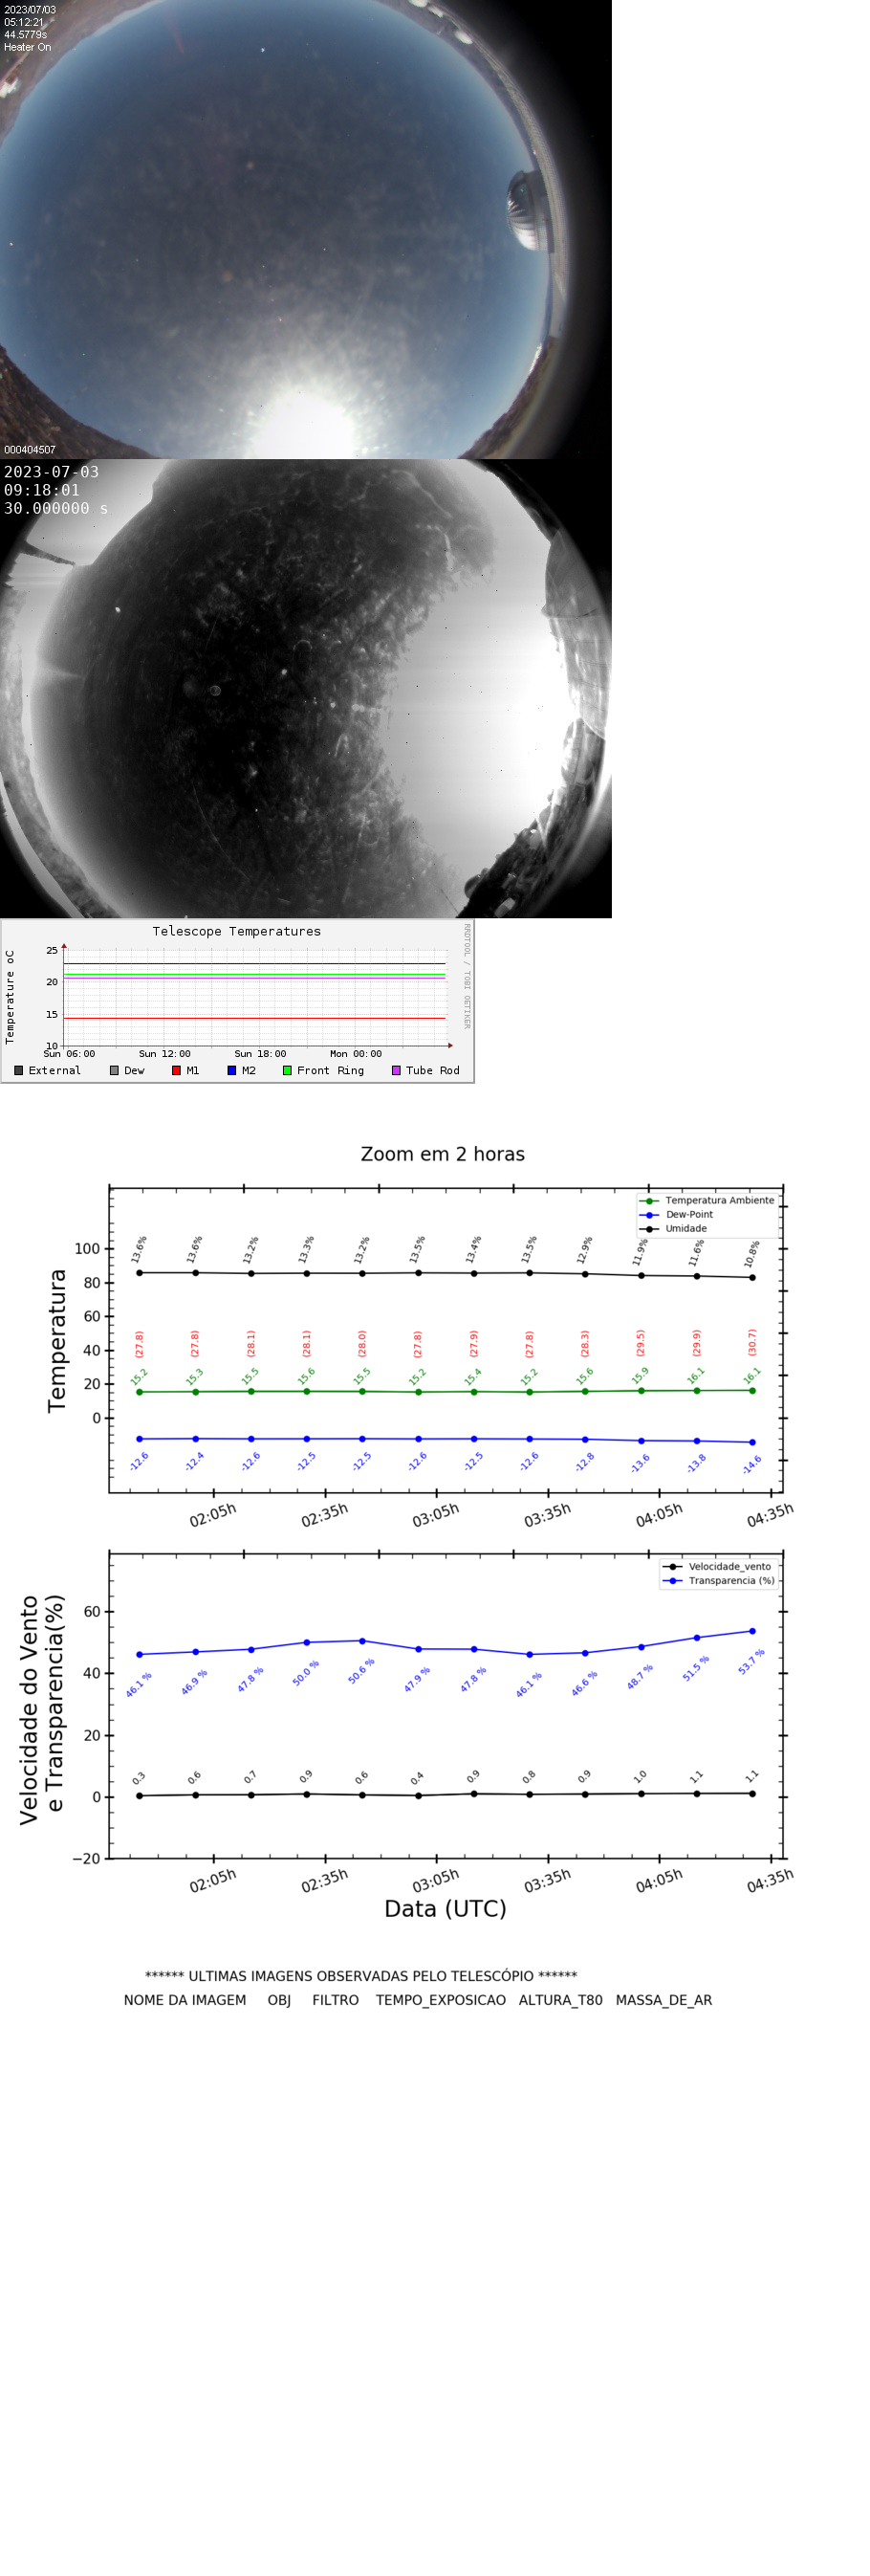 2023/07/03
05:12:21
44.5779s
Heater On
000404507
2023-07-03
09:18:01
30.000000 s
Telescope Temperatures
RRDTOOL / TOBI OETIKER
Temperature oC
25
20
15
10
Sun 06:00 Sun 12:00 Sun 18:00 Mon 00:00
External Dew M1 M2 Front Ring Tube Rod
Zoom em 2 horas
Temperatura Ambiente
Dew-Point
Umidade
Temperatura
100
80
60
40
20
0
13.6% 13.6% 13.2% 13.3% 13.2% 13.5% 13.4% 13.5% 12.9% 11.9% 11.6% 10.8%
(27.8) (27.8) (28.1) (28.1) (28.0) (27.8) (27.9) (27.8) (28.3) (29.5) (29.9) (30.7)
15.2 15.3 15.5 15.6 15.5 15.2 15.4 15.2 15.6 15.9 16.1 16.1
-12.6 -12.4 -12.6 -12.5 -12.5 -12.6 -12.5 -12.6 -12.8 -13.6 -13.8 -14.6
02:05h 02:35h 03:05h 03:35h 04:05h 04:35h
Velocidade_vento
Transparencia (%)
Velocidade do Vento
e Transparencia(%)
60
40
20
0
−20
46.1 % 46.9 % 47.8 % 50.0 % 50.6 % 47.9 % 47.8 % 46.1 % 46.6 % 48.7 % 51.5 % 53.7 %
0.3 0.6 0.7 0.9 0.6 0.4 0.9 0.8 0.9 1.0 1.1 1.1
02:05h 02:35h 03:05h 03:35h 04:05h 04:35h
Data (UTC)
****** ULTIMAS IMAGENS OBSERVADAS PELO TELESCÓPIO ******
NOME DA IMAGEM OBJ FILTRO TEMPO_EXPOSICAO ALTURA_T80 MASSA_DE_AR